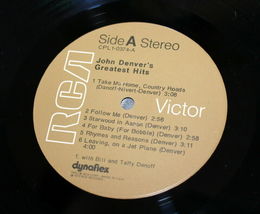 Side A Stereo
CPL1-0374-A
John Denver's
Greatest Hits
1 Take Me Home, Country Roads
(Danoff-Nivert-Denver) 3:08
RCA
Victor
2 Follow Me (Denver) 2:56
3 Starwood in Aspen (Denver) 3:10
4 For Baby (For Bobbie) (Denver) 2:58
5 Rhymes and Reasons (Denver) 3:10
6 Leaving, on a Jet Plane (Denver)
4:00
1. with Bill and Taffy Danoff
dynaflex